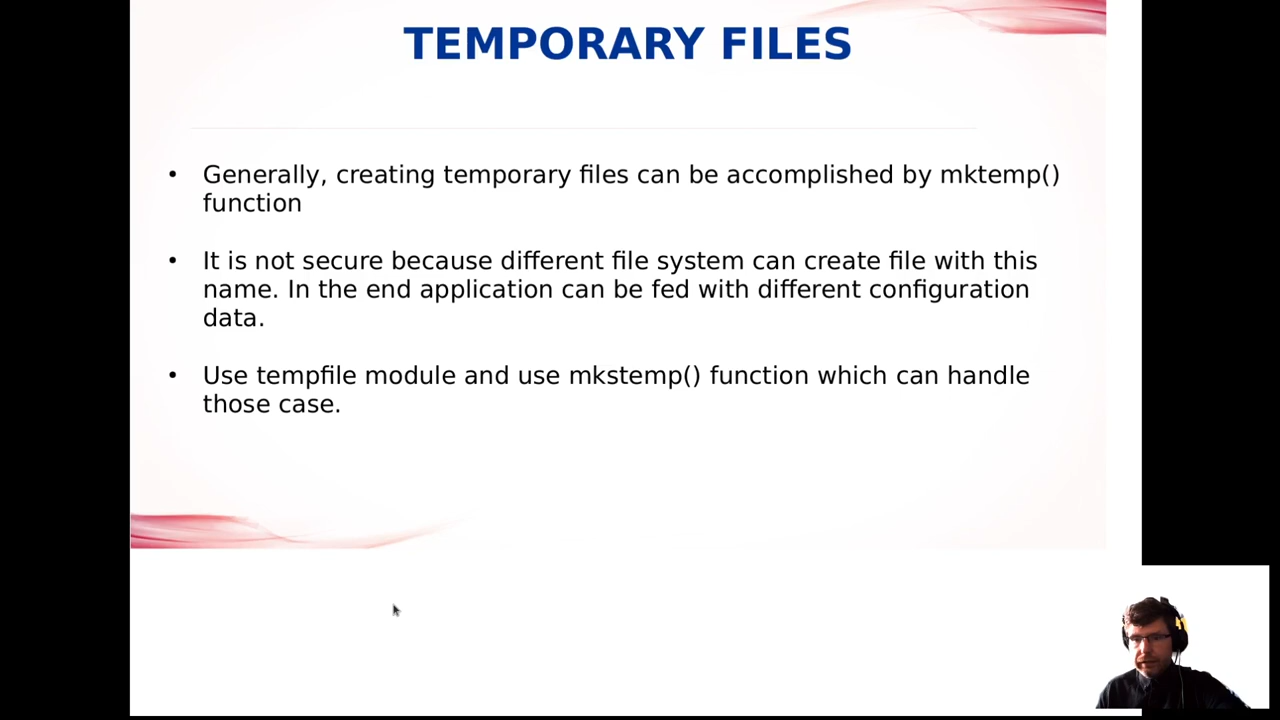 TEMPORARY FILES
• Generally, creating temporary files can be accomplished by mktemp()
function
• It is not secure because different file system can create file with this
name. In the end application can be fed with different configuration
data.
• Use tempfile module and use mkstemp() function which can handle
those case.